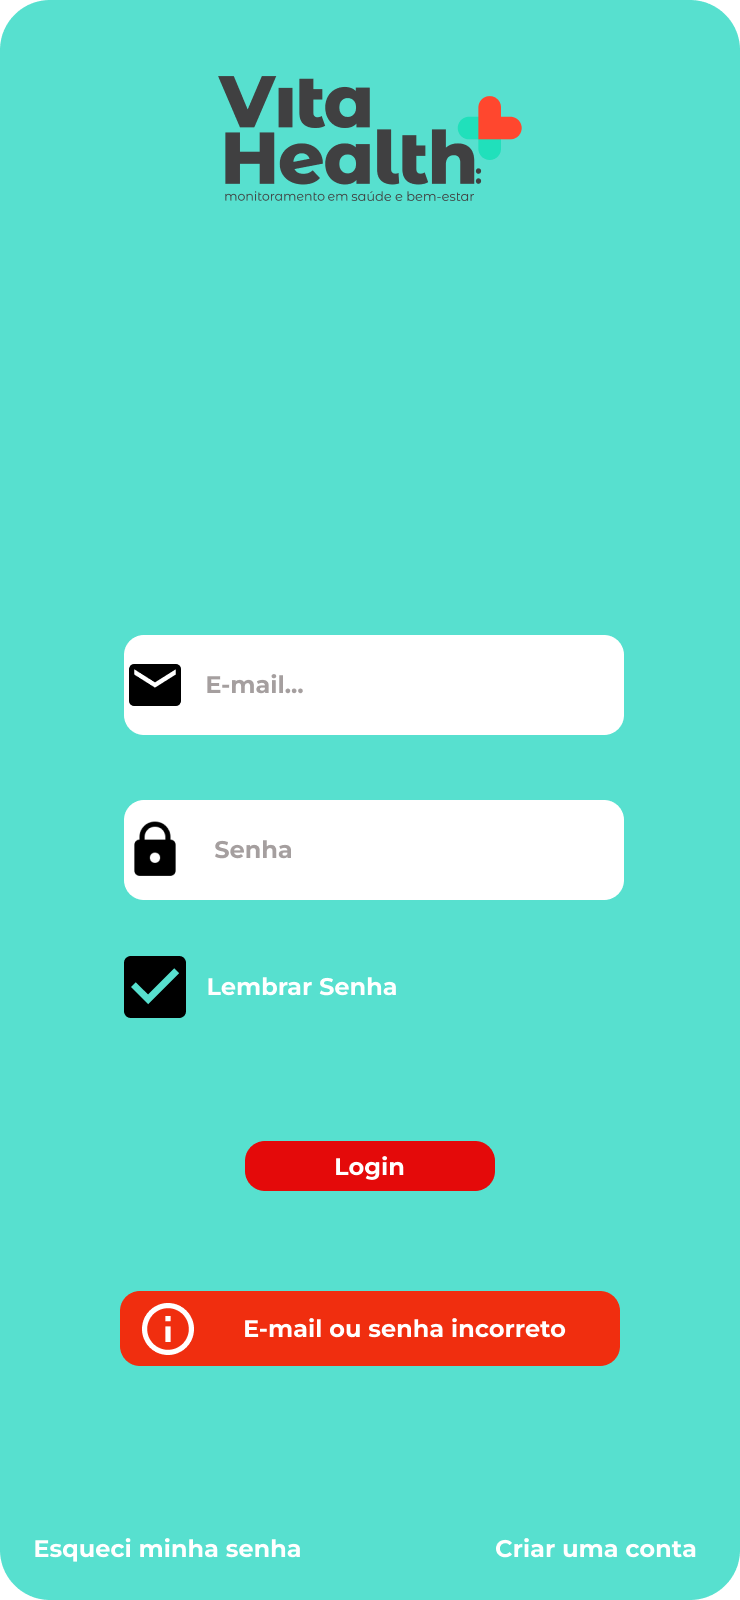 Vita
Health:
monitoramento em saúde e bem-estar
E-mail...
Senha
Lembrar Senha
Login
E-mail ou senha incorreto
Esqueci minha senha
Criar uma conta